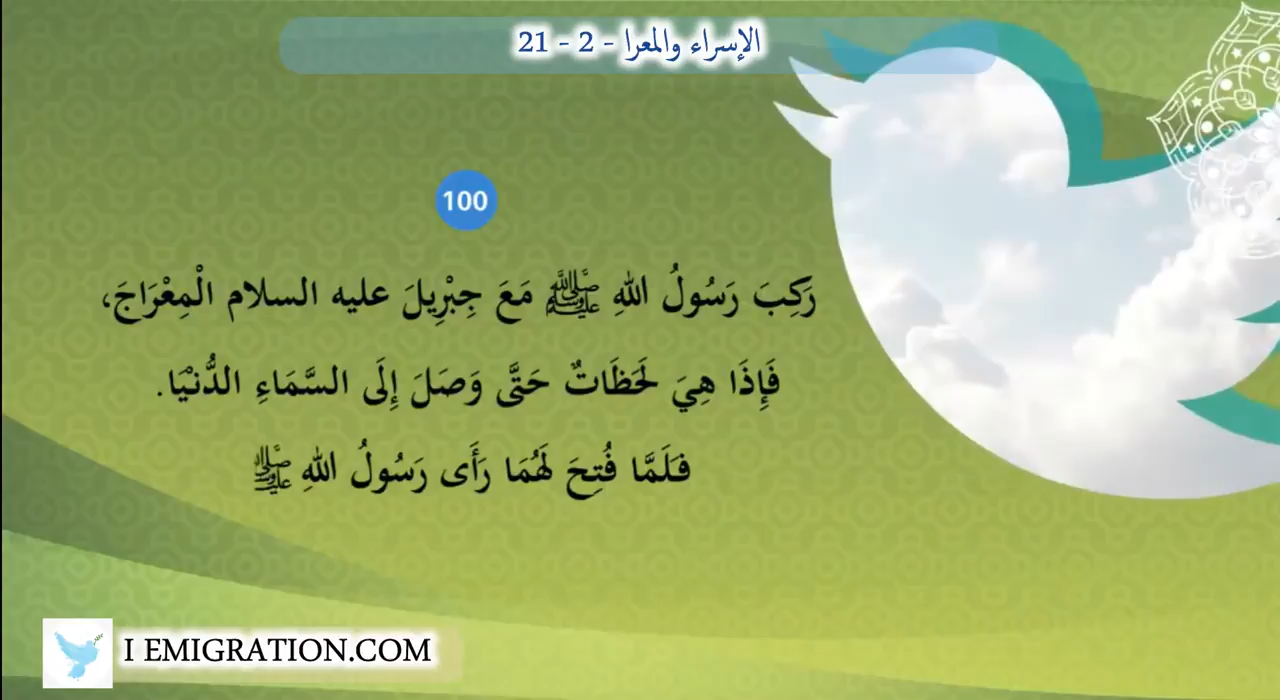 الإسراء والمعرا - 2 - 21
100
رَكِبَ رَسُولُ اللهِ ﷺ مَعَ جِبْرِيلَ عليه السلام الْمِعْرَاجَ،
فَإِذَا هِيَ لَحَظَاتٌ حَتَّى وَصَلَ إِلَى السَّمَاءِ الدُّنْيَا.
فَلَمَّا فُتِحَ لَهُمَا رَأَى رَسُولُ اللهِ ﷺ
I EMIGRATION.COM